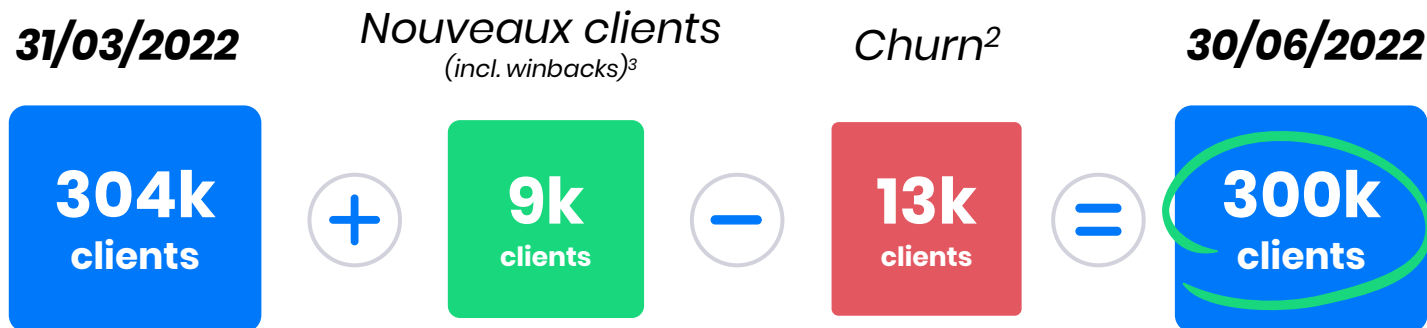 31/03/2022
Nouveaux clients
(incl. winbacks)³
Churn²
30/06/2022
304k
clients
+
9k
clients
−
13k
clients
=
300k
clients